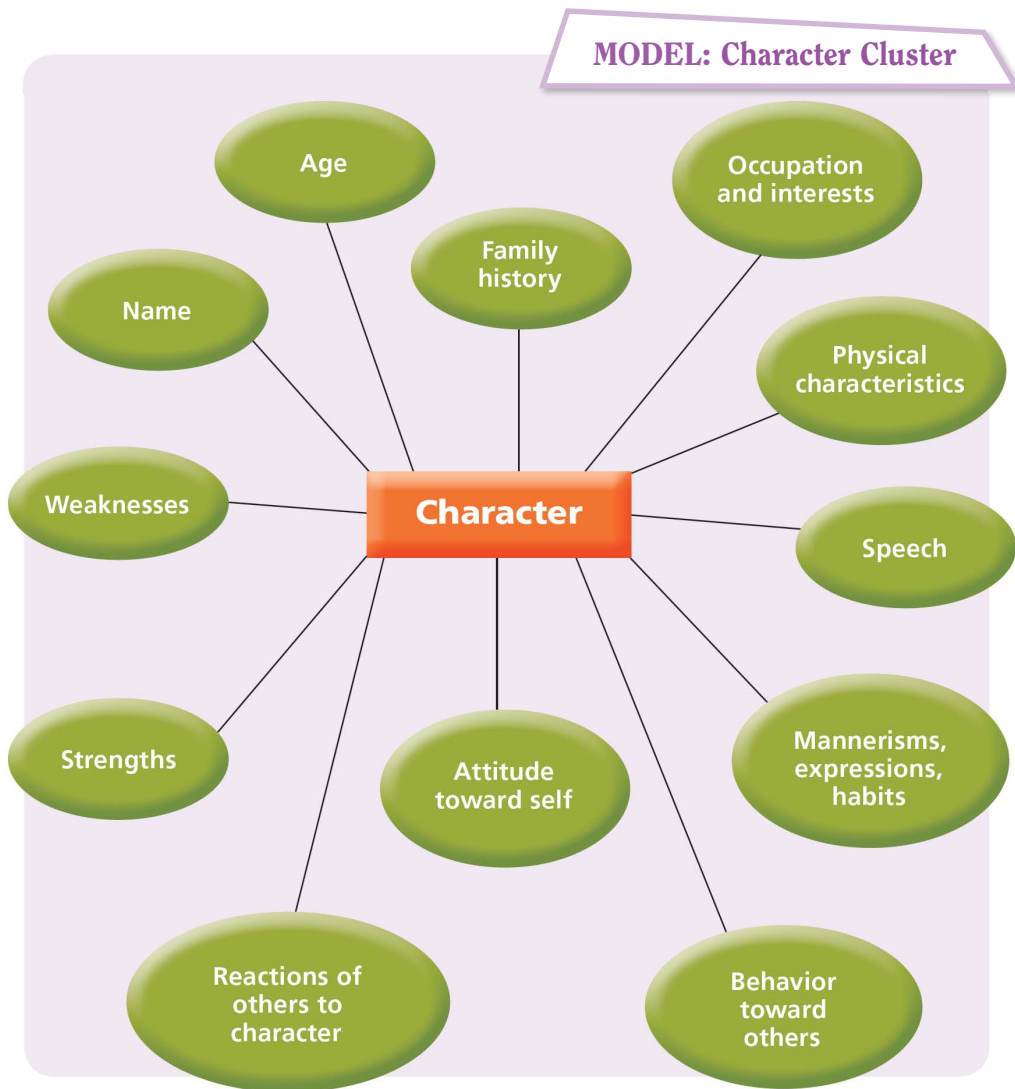 MODEL: Character Cluster
Age
Occupation
and interests
Family
history
Name
Physical
characteristics
Weaknesses
Character
Speech
Strengths
Attitude
toward self
Mannerisms,
expressions,
habits
Reactions of
others to
character
Behavior
toward
others